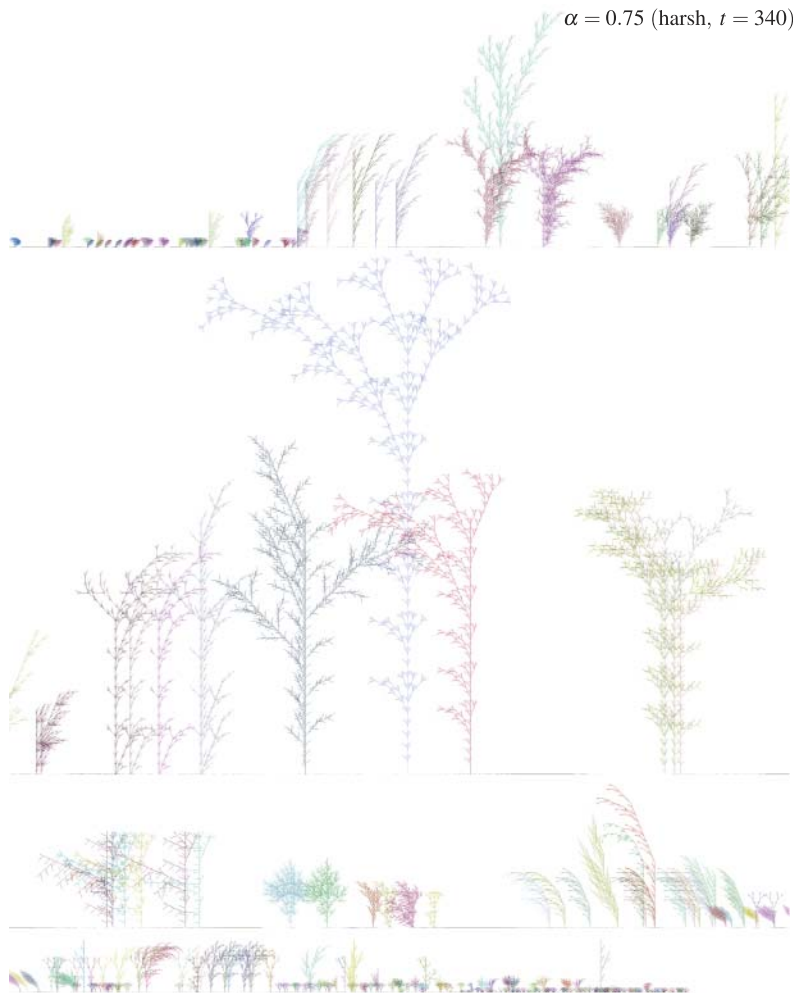 α = 0.75 (harsh, t = 340)